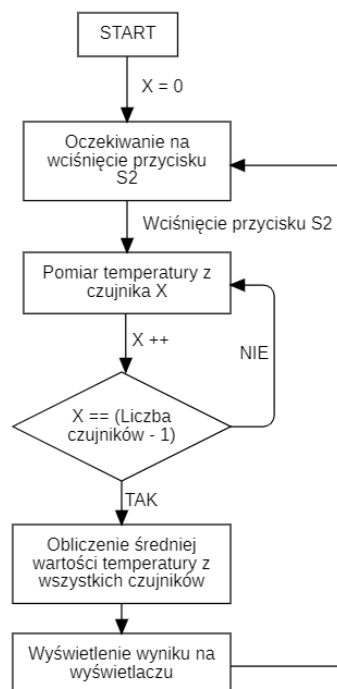 START
X = 0
Oczekiwanie na
wciśnięcie przycisku
S2
Wciśnięcie przycisku S2
Pomiar temperatury z
czujnika X
X ++
NIE
X == (Liczba
czujników - 1)
TAK
Obliczenie średniej
wartości temperatury z
wszystkich czujników
Wyświetlenie wyniku na
wyświetlaczu